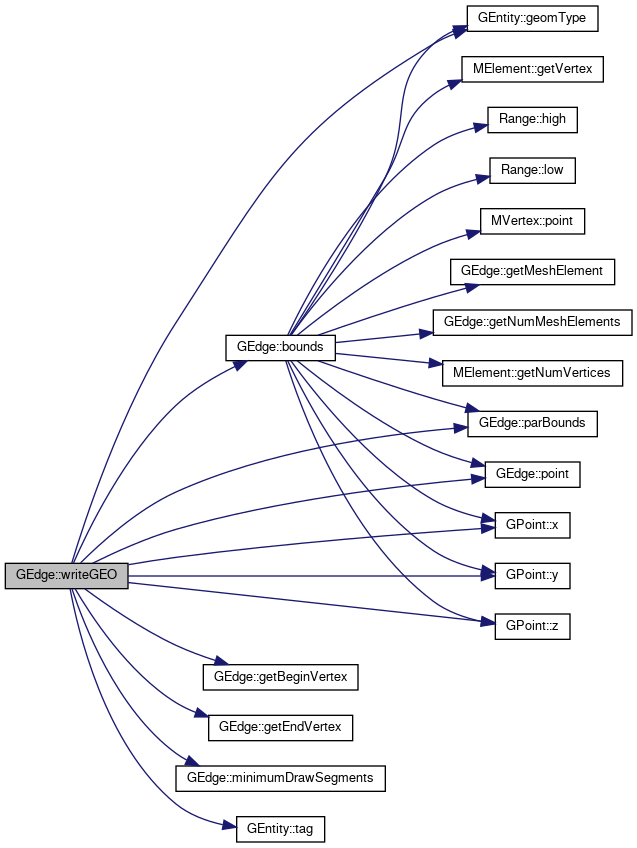 GEntity::geomType
MElement::getVertex
Range::high
Range::low
MVertex::point
GEdge::getMeshElement
GEdge::getNumMeshElements
GEdge::bounds
MElement::getNumVertices
GEdge::parBounds
GEdge::point
GPoint::x
GEdge::writeGEO
GPoint::y
GPoint::z
GEdge::getBeginVertex
GEdge::getEndVertex
GEdge::minimumDrawSegments
GEntity::tag